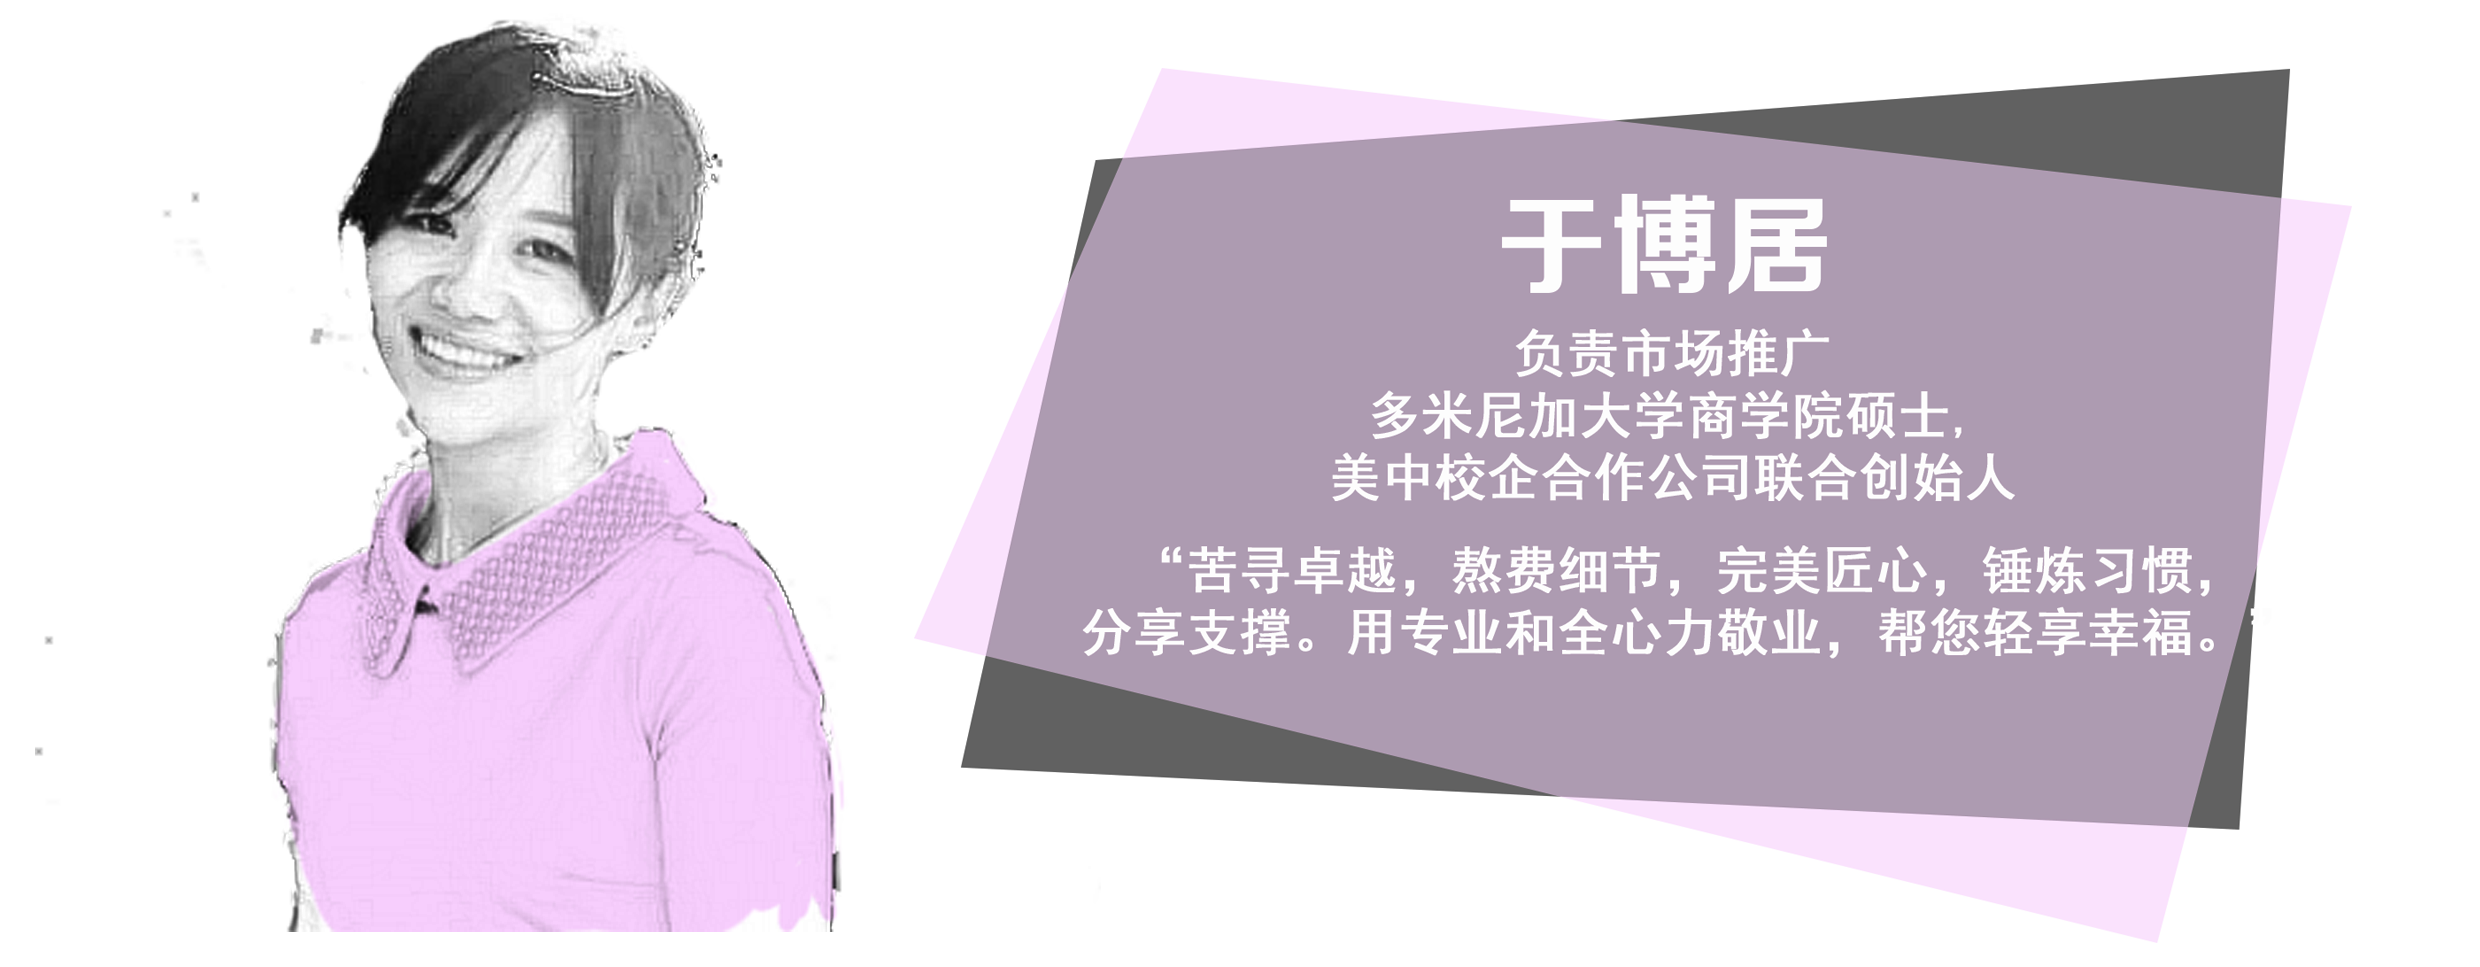 于博居
负责市场推广
多米尼加大学商学院硕士,
美中校企合作公司联合创始人
“苦寻卓越，熬费细节，完美匠心，锤炼习惯，
分享支撑。用专业和全心力敬业，帮您轻享幸福。”